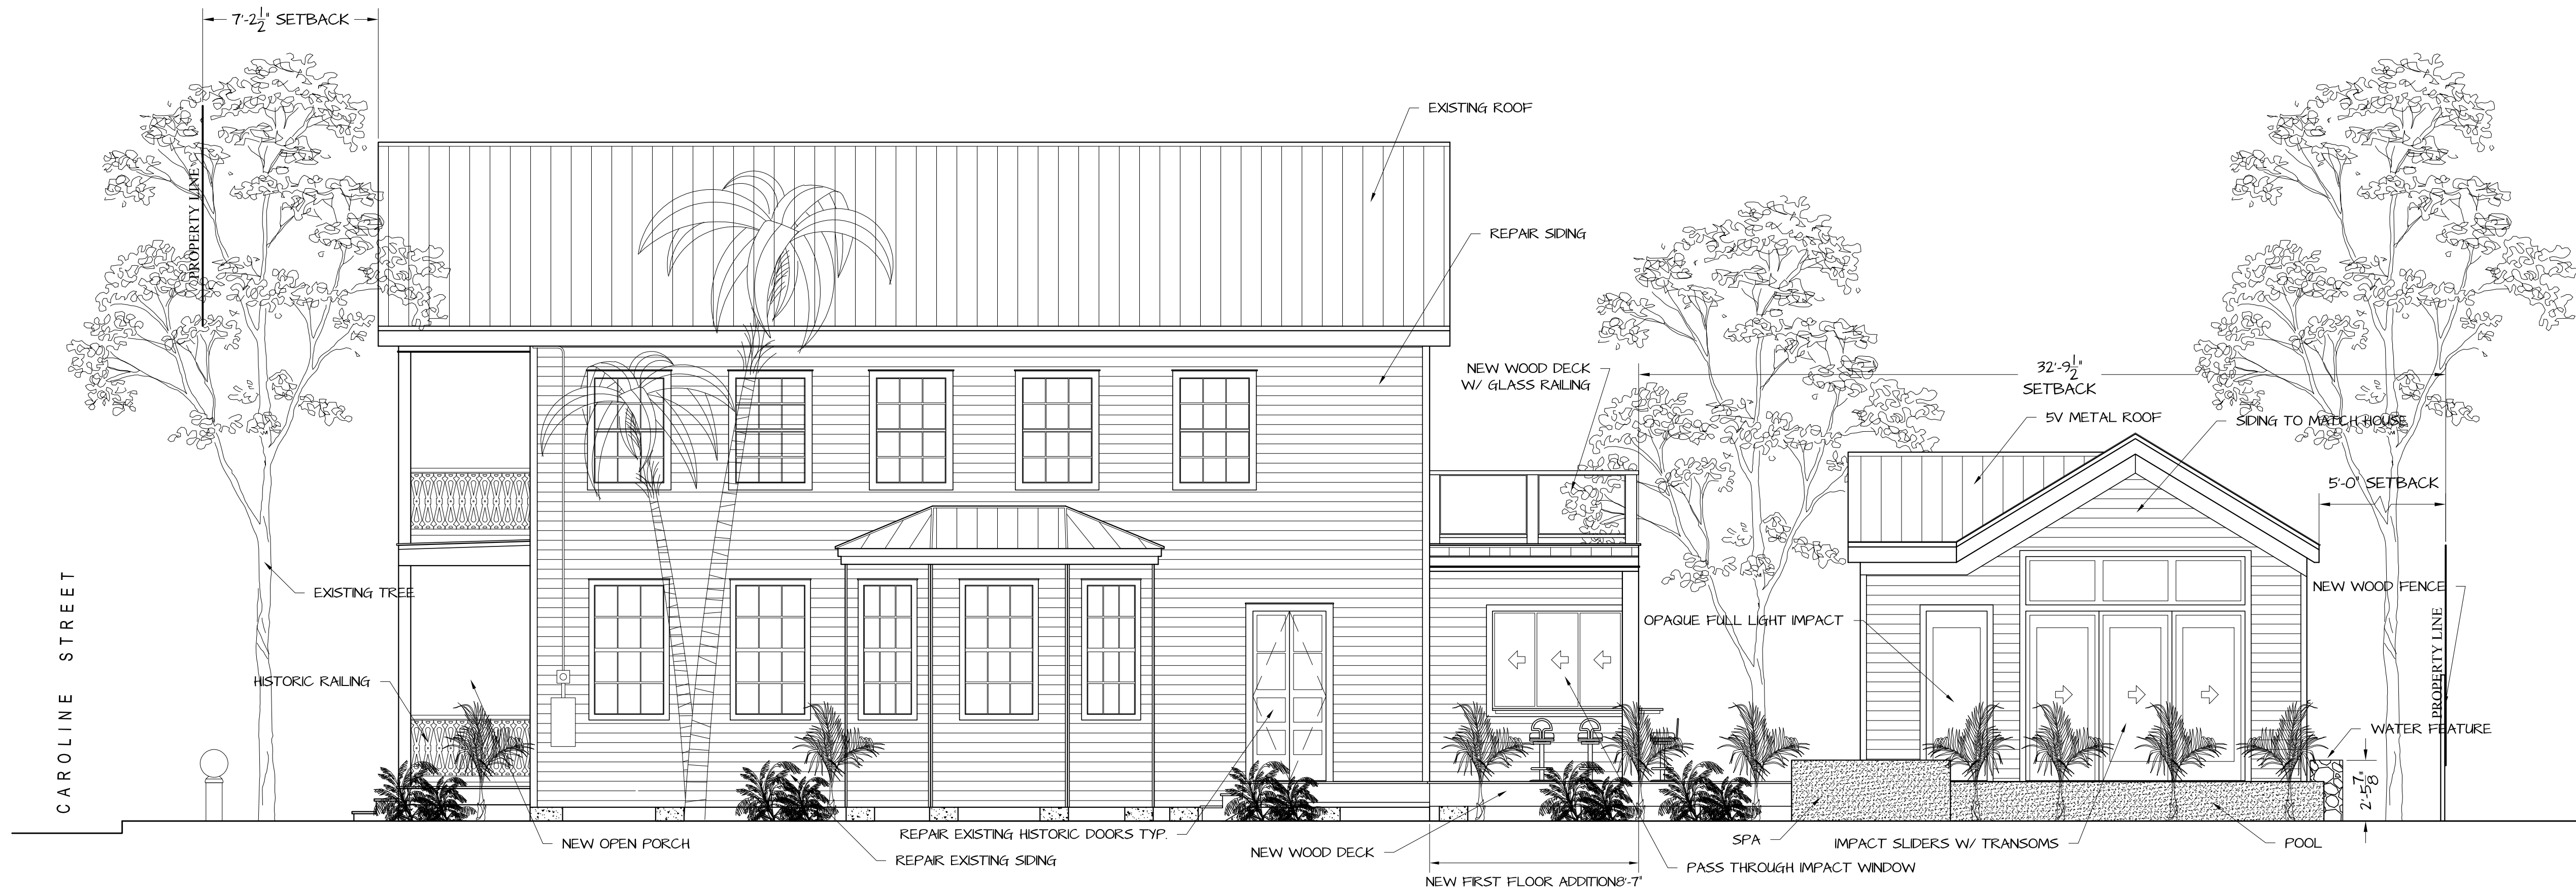 7'-2 1/2" SETBACK
PROPERTY LINE
EXISTING ROOF
REPAIR SIDING
NEW WOOD DECK
W/ GLASS RAILING
32'-9 1/2"
SETBACK
5V METAL ROOF
SIDING TO MATCH HOUSE
5'-0" SETBACK
EXISTING TREE
NEW WOOD FENCE
OPAQUE FULL LIGHT IMPACT
CAROLINE STREET
HISTORIC RAILING
PROPERTY LINE
WATER FEATURE
2'-5 7/8"
NEW OPEN PORCH
REPAIR EXISTING HISTORIC DOORS TYP.
REPAIR EXISTING SIDING
NEW WOOD DECK
SPA
IMPACT SLIDERS W/ TRANSOMS
POOL
PASS THROUGH IMPACT WINDOW
NEW FIRST FLOOR ADDITION8'-7"